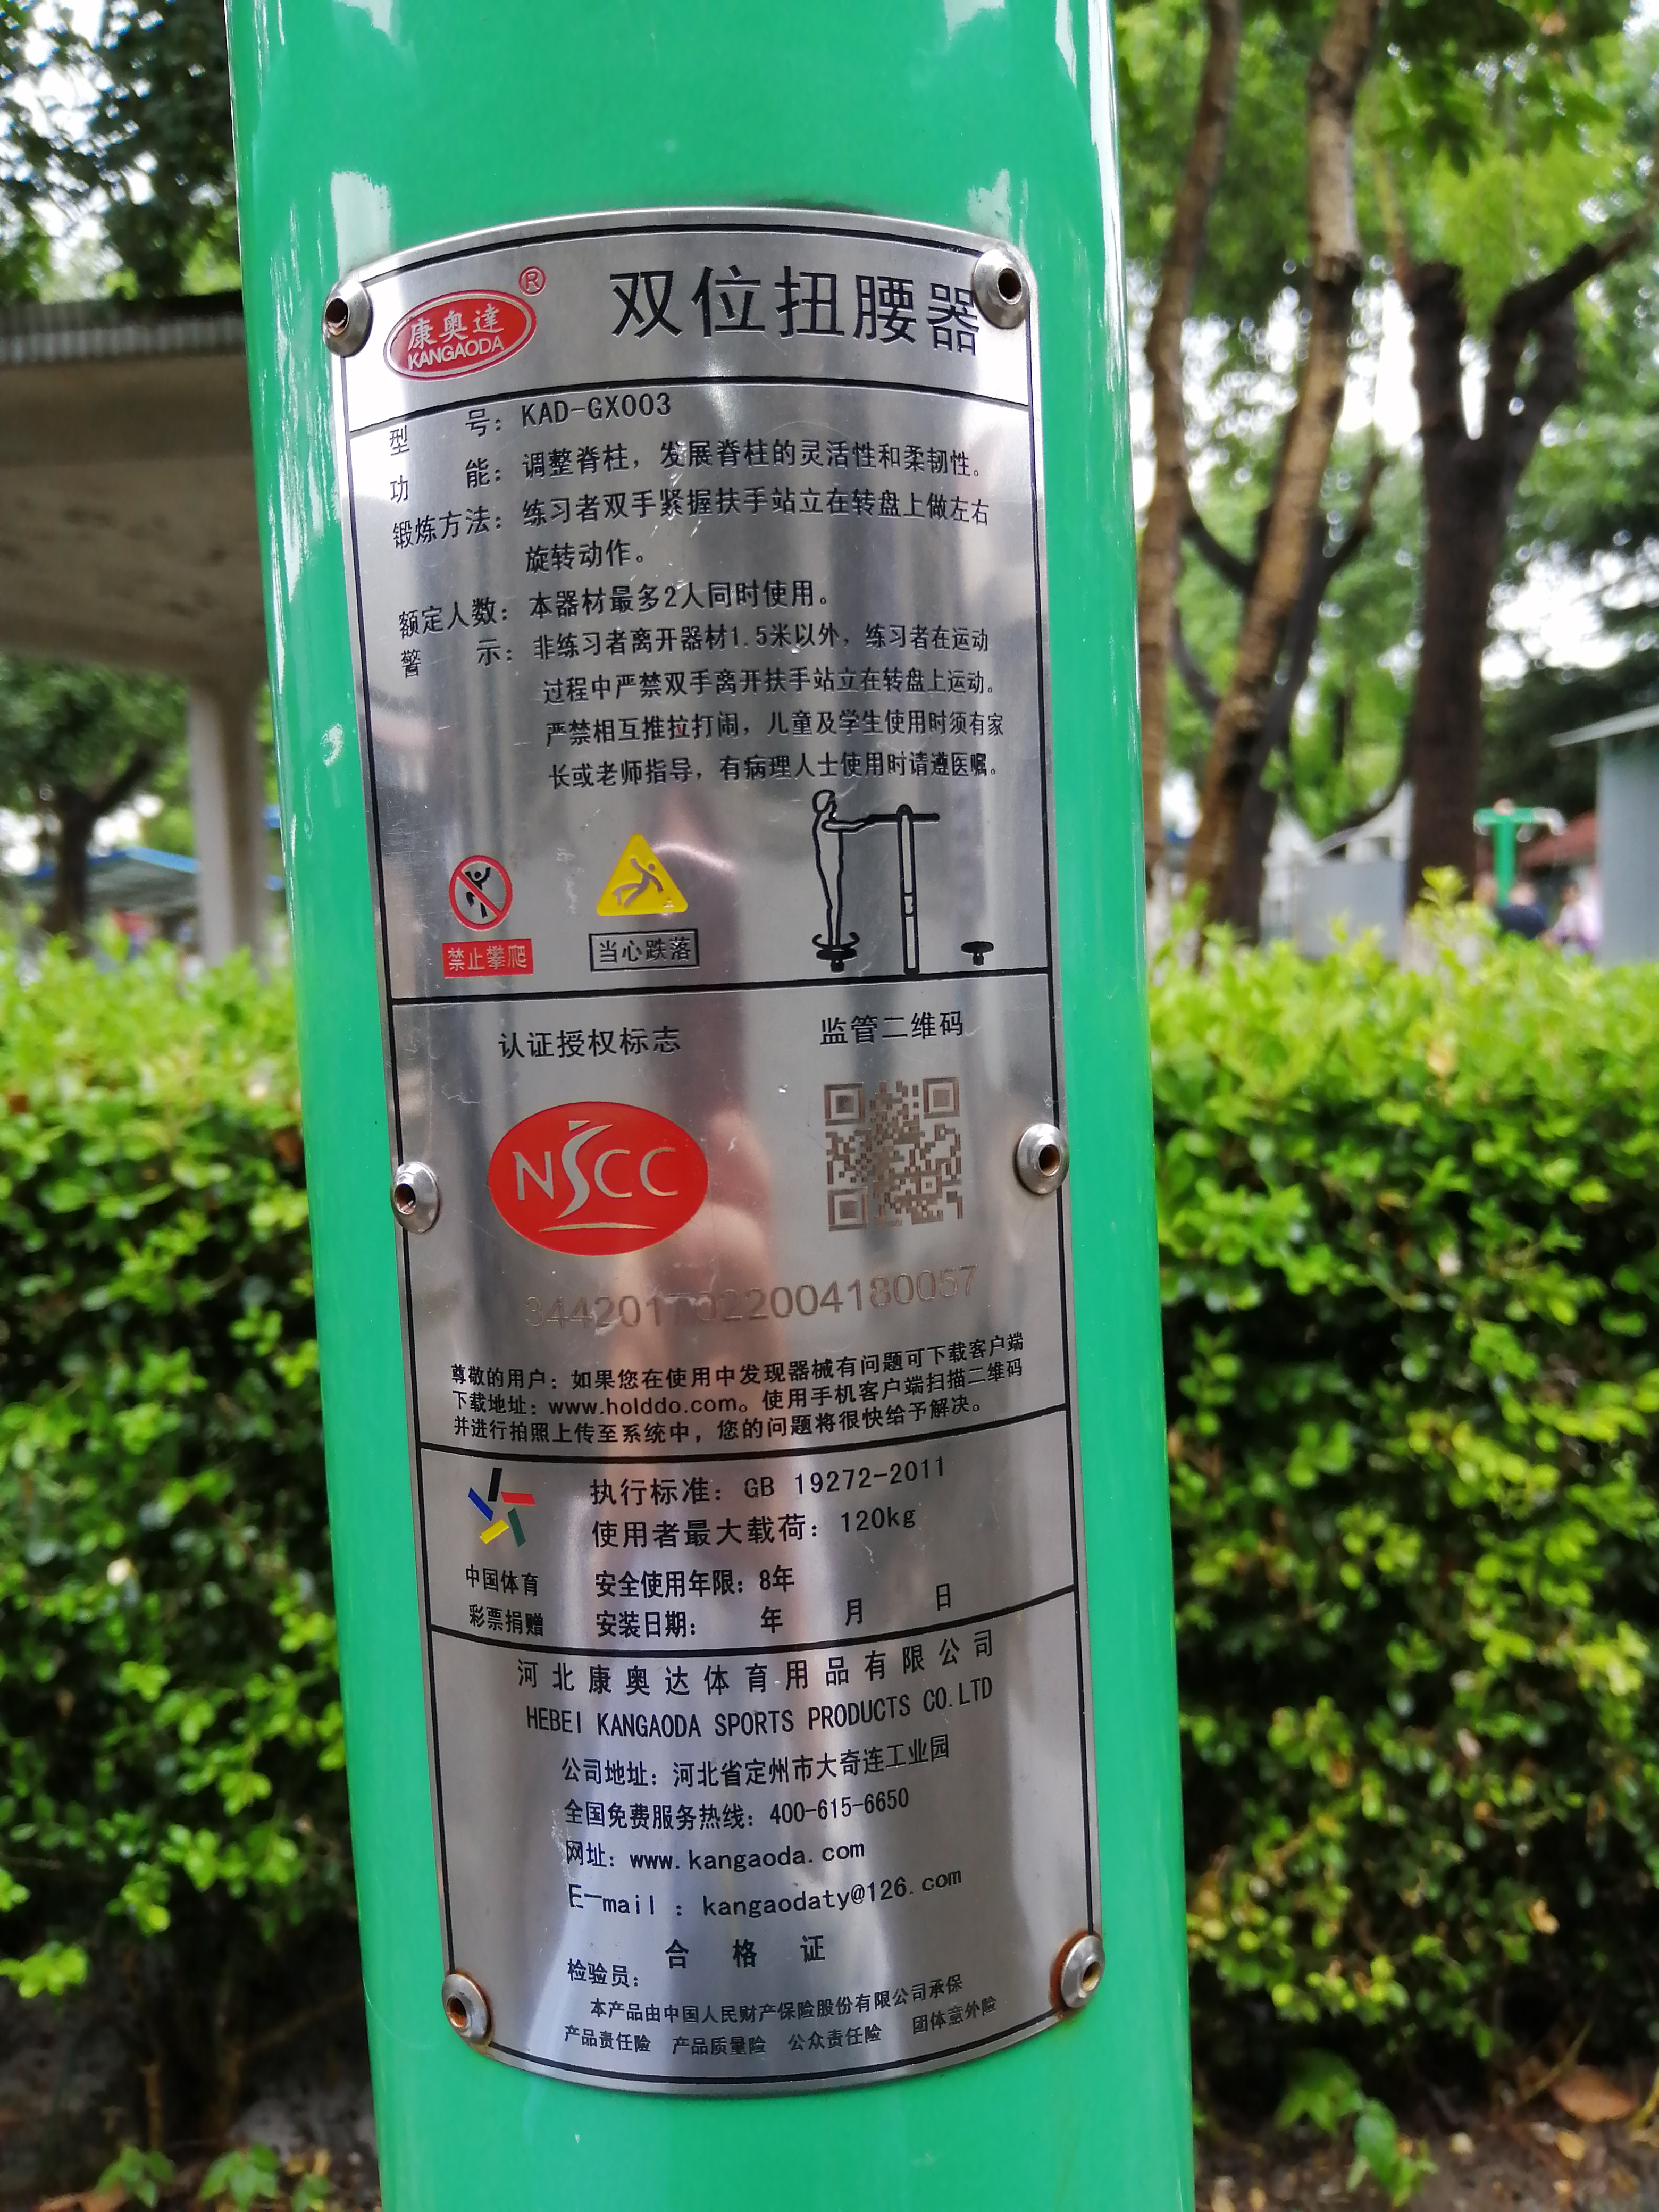 康奥達
KANGAODA
®
双位扭腰器
型 号：KAD-GX003
功 能：调整脊柱，发展脊柱的灵活性和柔韧性。
锻炼方法：练习者双手紧握扶手站立在转盘上做左右
旋转动作。
额定人数：本器材最多2人同时使用。
警 示：非练习者离开器材1.5米以外，练习者在运动
过程中严禁双手离开扶手站立在转盘上运动。
严禁相互推拉打闹，儿童及学生使用时须有家
长或老师指导，有病理人士使用时请遵医嘱。
禁止攀爬
当心跌落
认证授权标志
监管二维码
NSCC
34420170220041​80057
尊敬的用户：如果您在使用中发现器械有问题可下载客户端
下载地址：www.holddo.com。使用手机客户端扫描二维码
并进行拍照上传至系统中，您的问题将很快给予解决。
中国体育
彩票捐赠
执行标准：GB 19272-2011
使用者最大载荷：120kg
安全使用年限：8年
安装日期： 年 月 日
河北康奥达体育用品有限公司
HEBEI KANGAODA SPORTS PRODUCTS CO.LTD
公司地址：河北省定州市大奇连工业园
全国免费服务热线：400-615-6650
网址：www.kangaoda.com
E-mail：kangaodaty@126.com
合格证
检验员：
本产品由中国人民财产保险股份有限公司承保
产品责任险 产品质量险 公众责任险 团体意外险